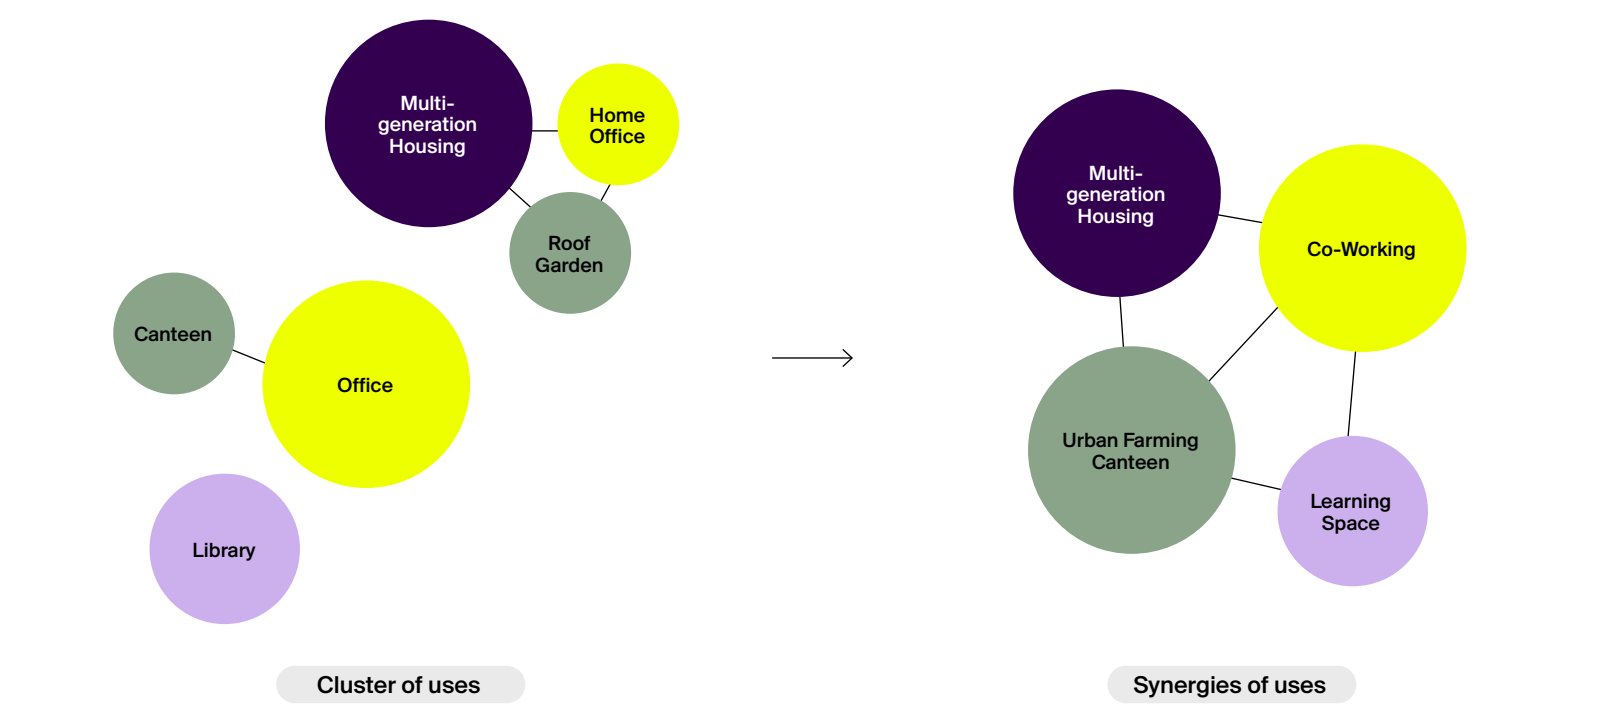 Multi-
generation
Housing
Home
Office
Roof
Garden
Canteen
Office
Library
Cluster of uses
Multi-
generation
Housing
Co-Working
Urban Farming
Canteen
Learning
Space
Synergies of uses